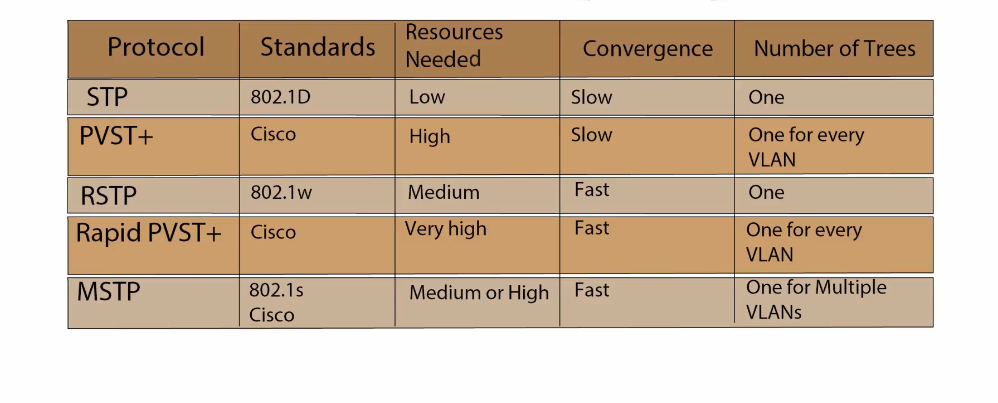 Protocol Standards Resources Needed Convergence Number of Trees
STP 802.1D Low Slow One
PVST+ Cisco High Slow One for every VLAN
RSTP 802.1w Medium Fast One
Rapid PVST+ Cisco Very high Fast One for every VLAN
MSTP 802.1s Cisco Medium or High Fast One for Multiple VLANs